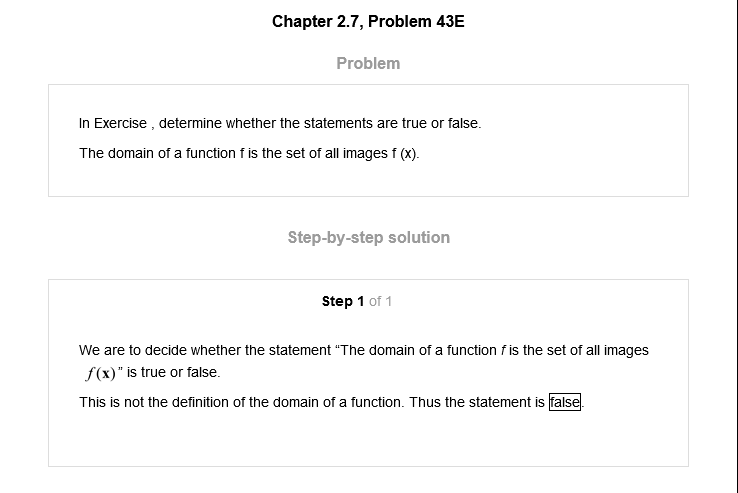 Chapter 2.7, Problem 43E
Problem
In Exercise , determine whether the statements are true or false.
The domain of a function f is the set of all images f (x).
Step-by-step solution
Step 1 of 1
We are to decide whether the statement “The domain of a function f is the set of all images
f(x)” is true or false.
This is not the definition of the domain of a function. Thus the statement is false.